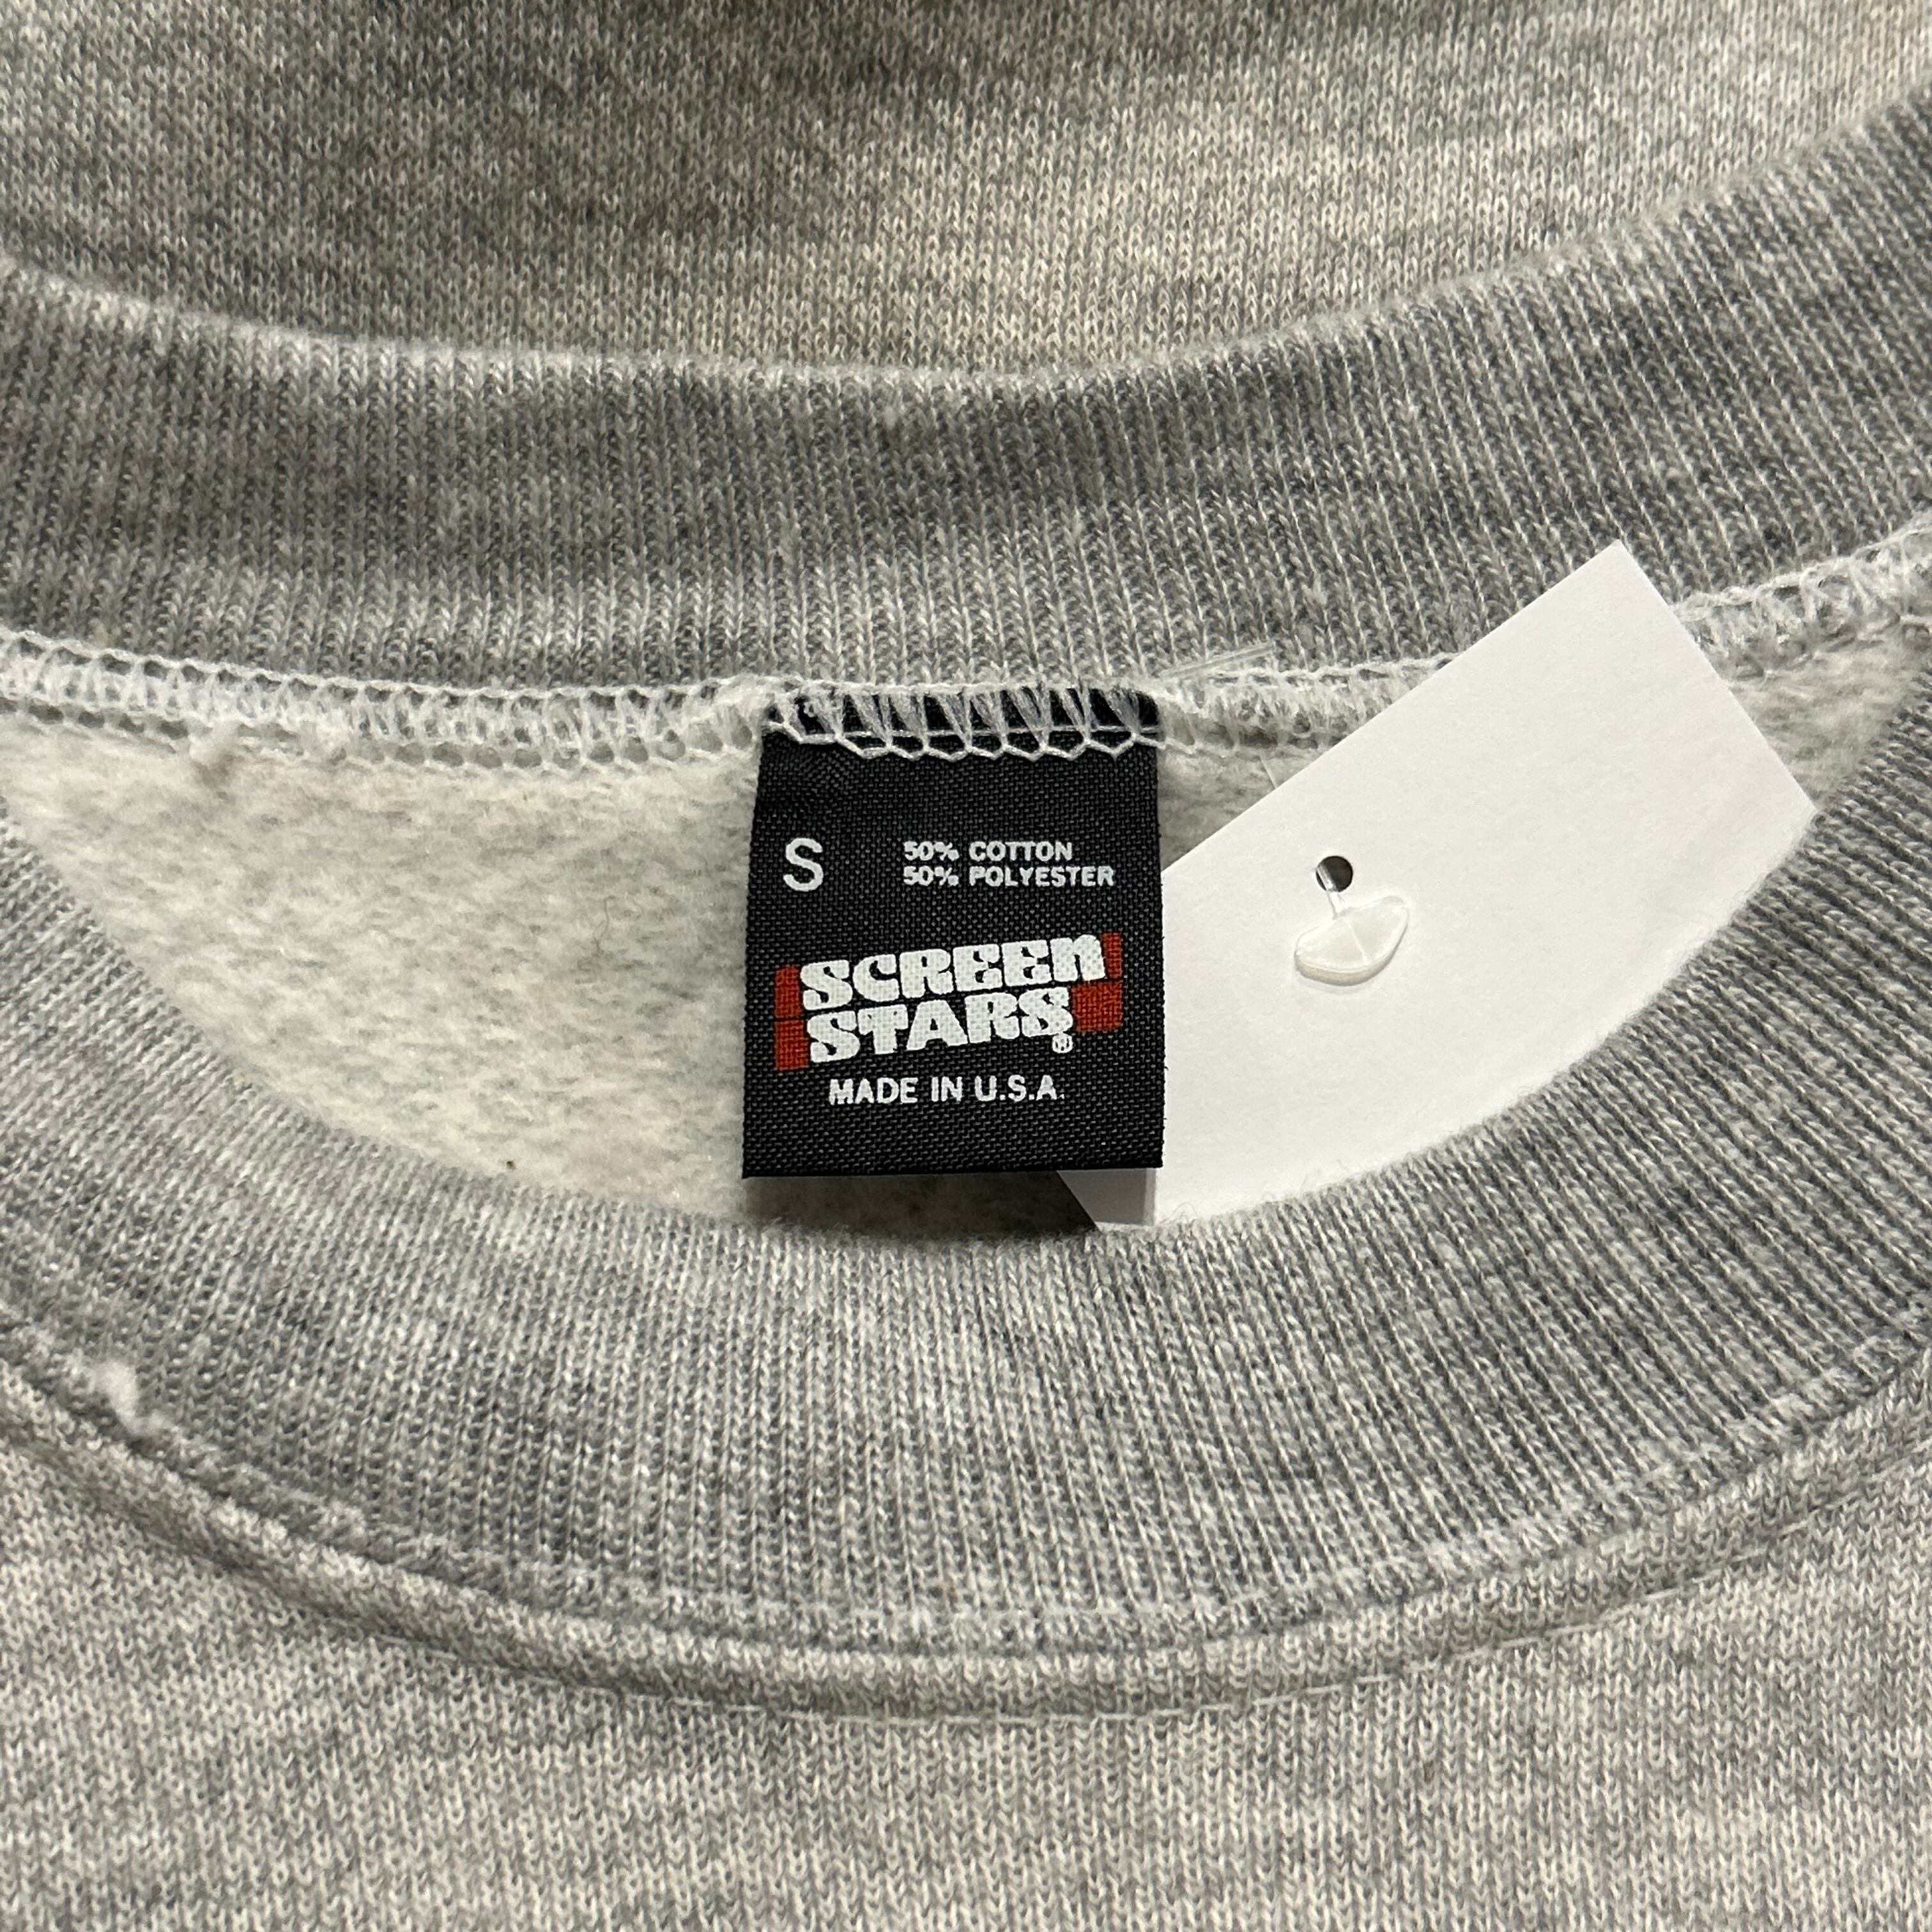 S
50% COTTON
50% POLYESTER
SCREEN
STARS®
MADE IN U.S.A.